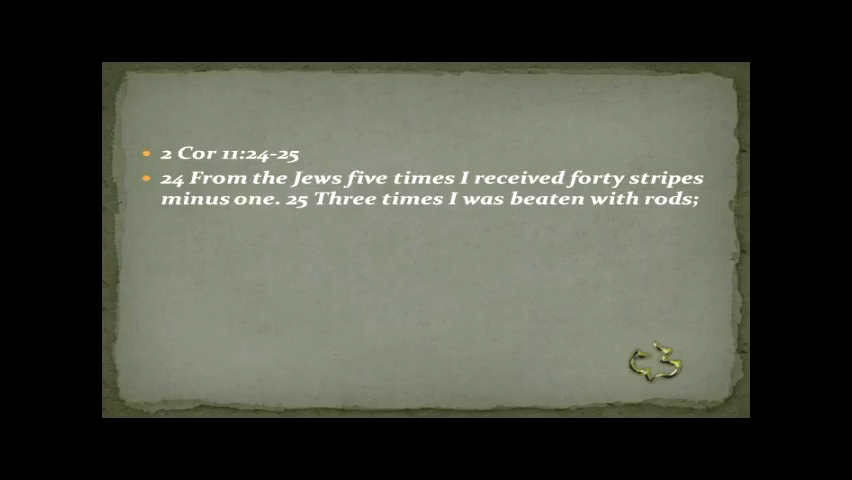 2 Cor 11:24-25
24 From the Jews five times I received forty stripes
minus one. 25 Three times I was beaten with rods;